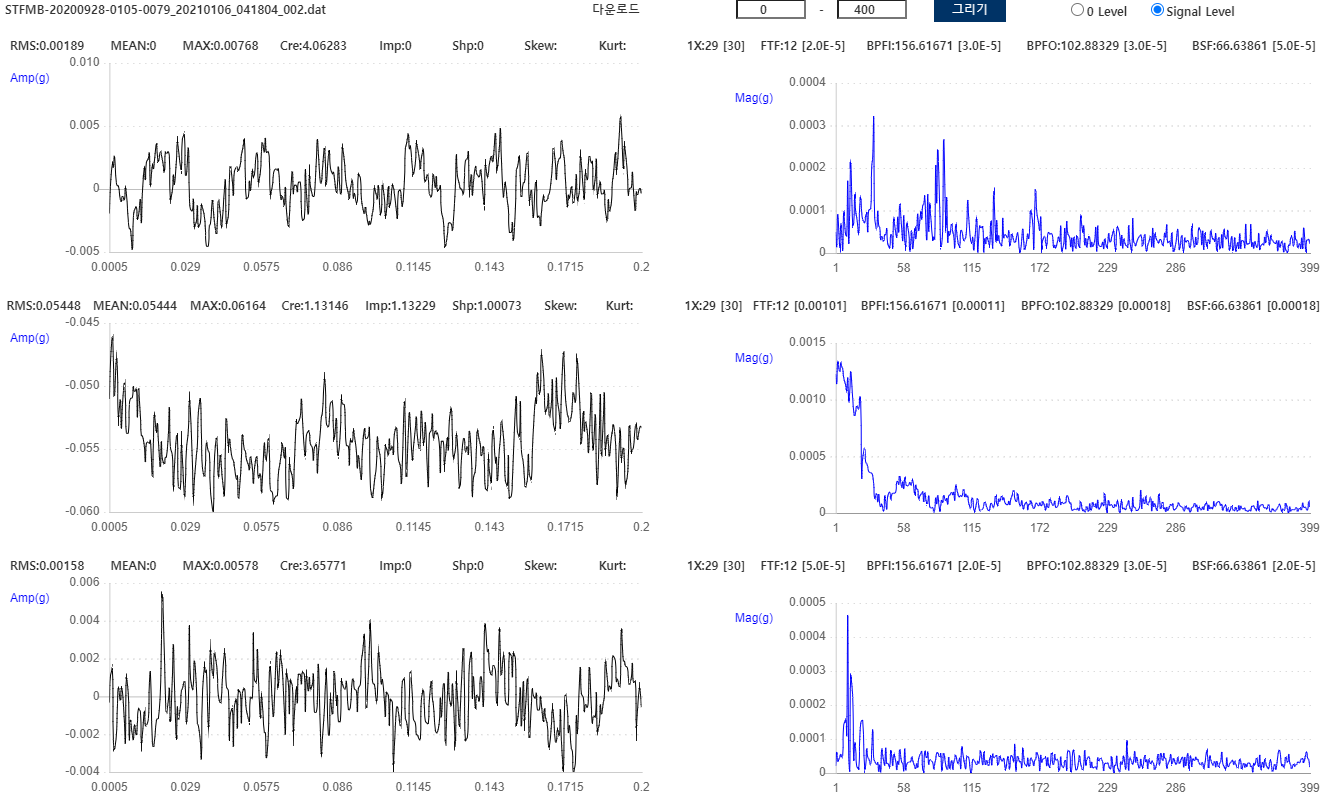 STFMB-20200928-0105-0079_20210106_041804_002.dat 다운로드 0 - 400 그리기 0 Level Signal Level
RMS:0.00189 MEAN:0 MAX:0.00768 Cre:4.06283 Imp:0 Shp:0 Skew: Kurt:
Amp(g)
0.010
0.005
0
-0.005
0.0005 0.029 0.0575 0.086 0.1145 0.143 0.1715 0.2
1X:29 [30] FTF:12 [2.0E-5] BPFI:156.61671 [3.0E-5] BPFO:102.88329 [3.0E-5] BSF:66.63861 [5.0E-5]
Mag(g)
0.0004
0.0003
0.0002
0.0001
0
1 58 115 172 229 286 399
RMS:0.05448 MEAN:0.05444 MAX:0.06164 Cre:1.13146 Imp:1.13229 Shp:1.00073 Skew: Kurt:
Amp(g)
-0.045
-0.050
-0.055
-0.060
0.0005 0.029 0.0575 0.086 0.1145 0.143 0.1715 0.2
1X:29 [30] FTF:12 [0.00101] BPFI:156.61671 [0.00011] BPFO:102.88329 [0.00018] BSF:66.63861 [0.00018]
Mag(g)
0.0015
0.0010
0.0005
0
1 58 115 172 229 286 399
RMS:0.00158 MEAN:0 MAX:0.00578 Cre:3.65771 Imp:0 Shp:0 Skew: Kurt:
Amp(g)
0.006
0.004
0.002
0
-0.002
-0.004
0.0005 0.029 0.0575 0.086 0.1145 0.143 0.1715 0.2
1X:29 [30] FTF:12 [5.0E-5] BPFI:156.61671 [2.0E-5] BPFO:102.88329 [3.0E-5] BSF:66.63861 [2.0E-5]
Mag(g)
0.0005
0.0004
0.0003
0.0002
0.0001
0
1 58 115 172 229 286 399